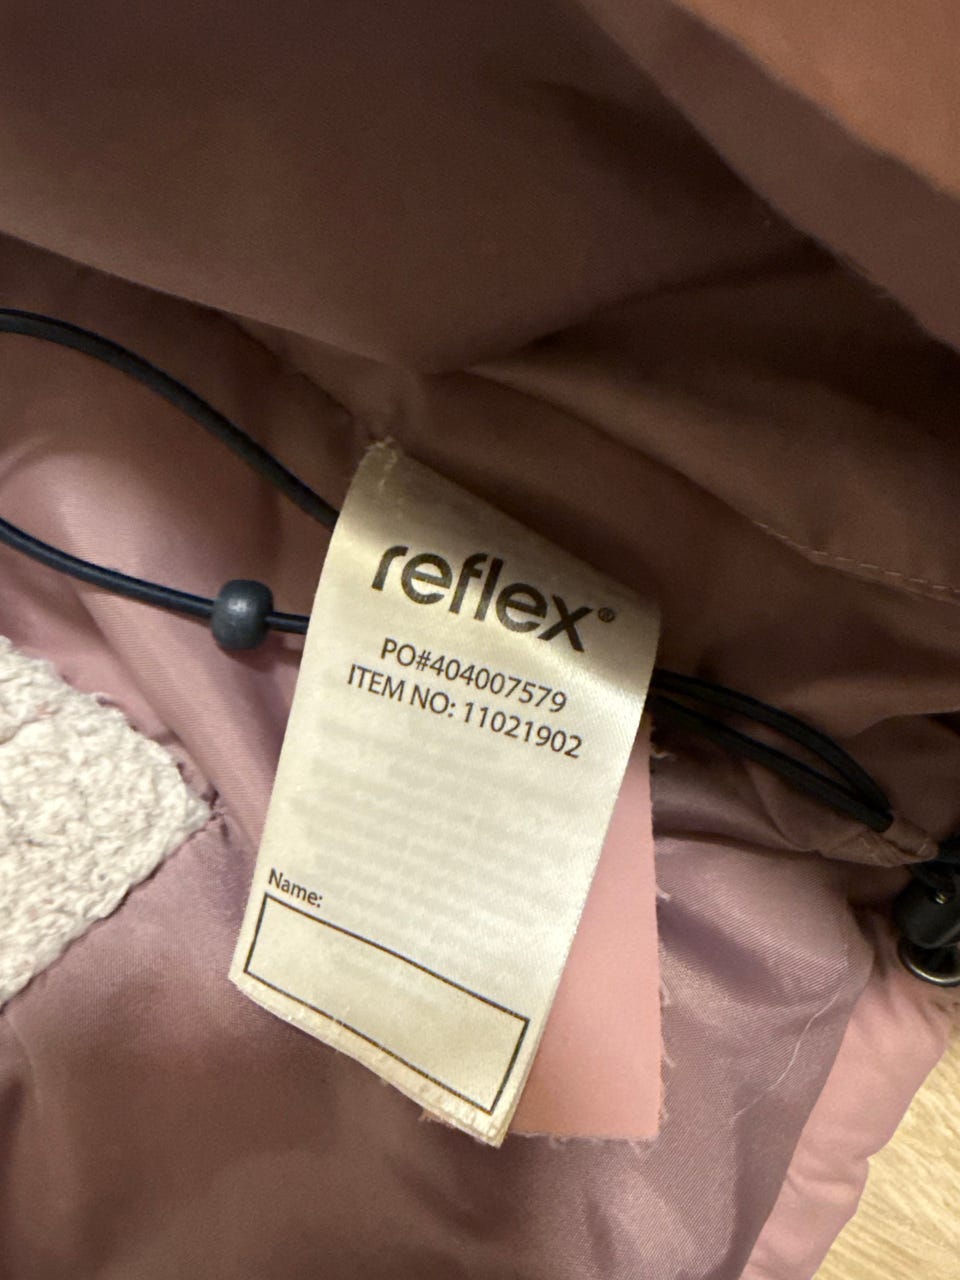 reflex®
PO#404007579
ITEM NO: 11021902
Name: